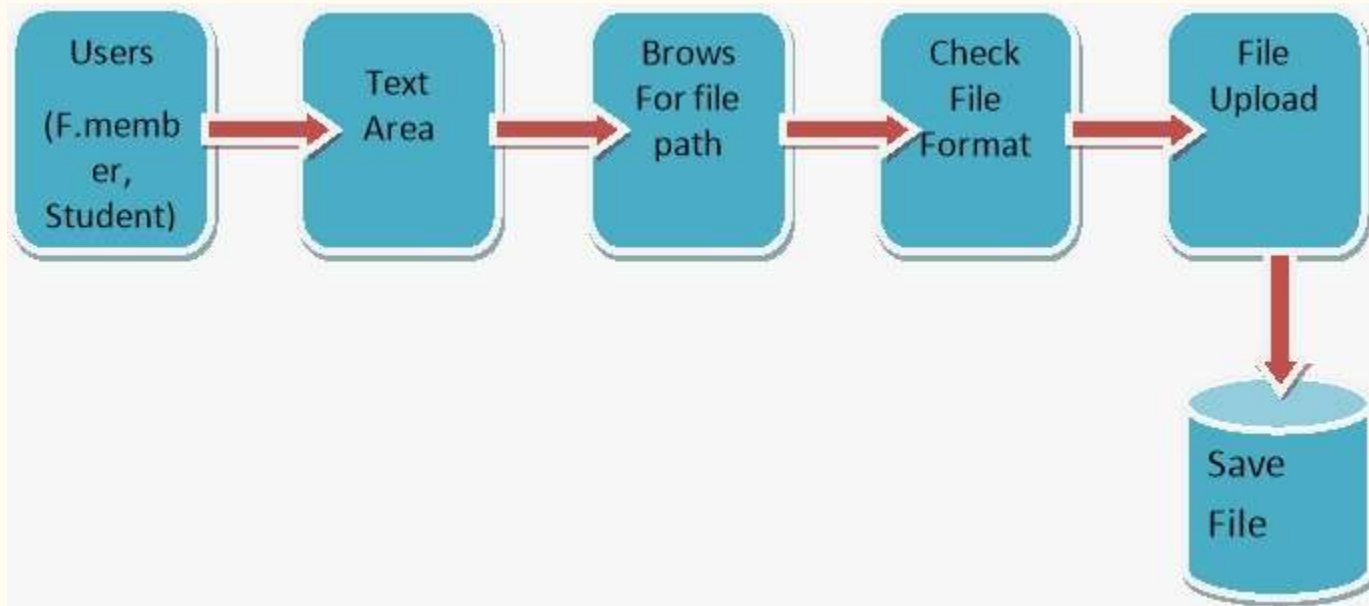 Users
(F.memb
er,
Student)
Text
Area
Brows
For file
path
Check
File
Format
File
Upload
Save
File